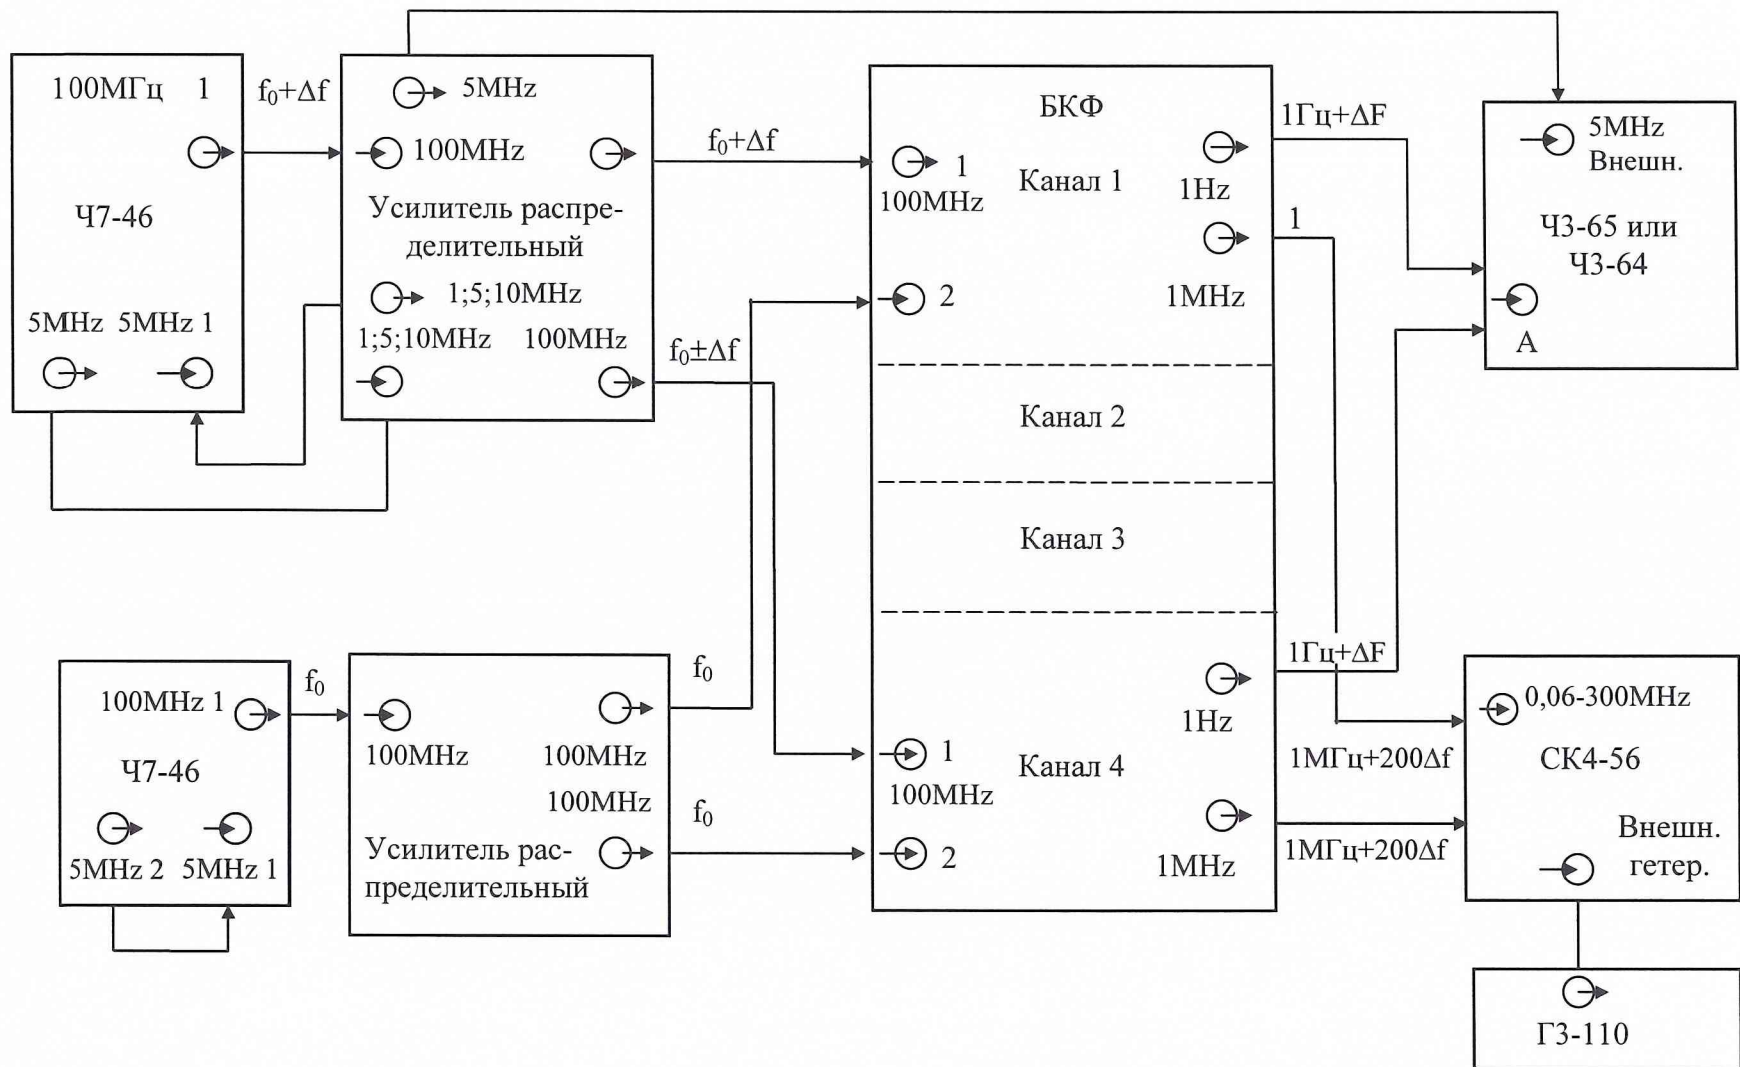 100МГц 1
f₀+Δf
Ч7-46
5MHz 5MHz 1
5MHz
100MHz
Усилитель распре-
делительный
1;5;10MHz
1;5;10MHz 100MHz
f₀+Δf
f₀±Δf
БКФ
1
100MHz
Канал 1
1Hz
2
1MHz
Канал 2
Канал 3
1
100MHz
Канал 4
1Hz
2
1MHz
1Гц+ΔF
1
5MHz
Внешн.
Ч3-65 или
Ч3-64
А
100MHz 1
f₀
Ч7-46
5MHz 2 5MHz 1
100MHz
100MHz
100MHz
Усилитель рас-
пределительный
f₀
f₀
1Гц+ΔF
1МГц+200Δf
1МГц+200Δf
0,06-300MHz
СК4-56
Внешн.
гетер.
Г3-110